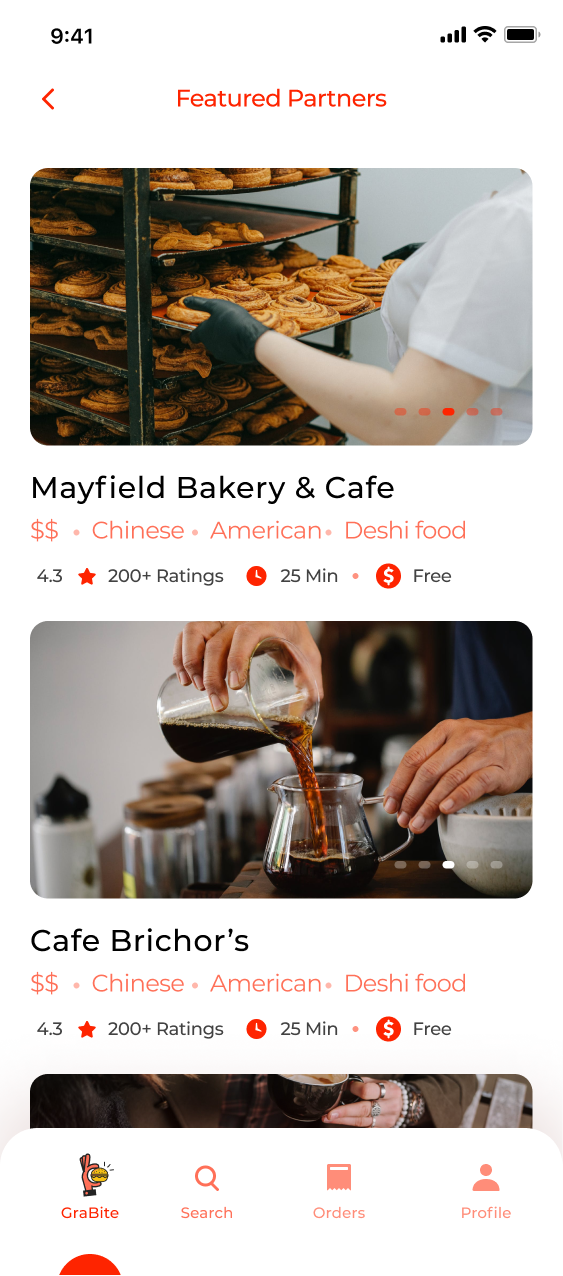 9:41
Featured Partners
Mayfield Bakery & Cafe
$$ • Chinese • American • Deshi food
4.3 200+ Ratings 25 Min • $ Free
Cafe Brichor’s
$$ • Chinese • American • Deshi food
4.3 200+ Ratings 25 Min • $ Free
GraBite Search Orders Profile